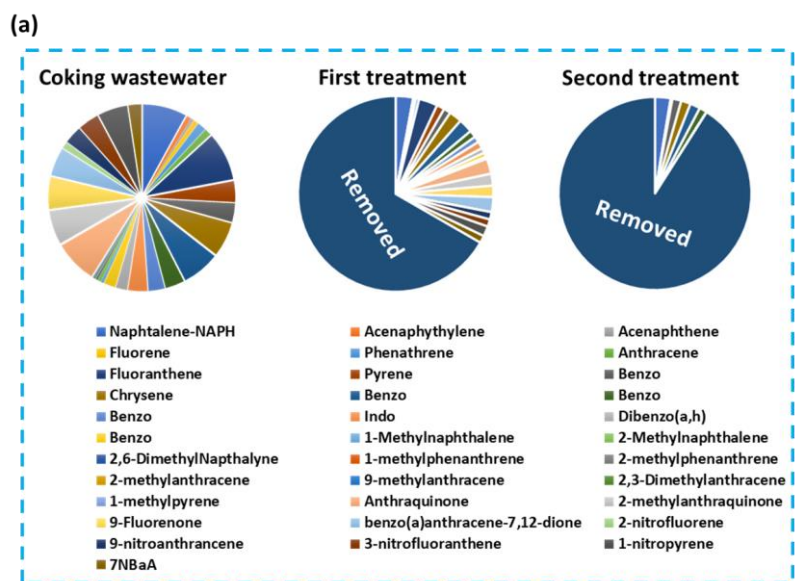 (a)
Coking wastewater First treatment Second treatment
Removed Removed
Naphtalene-NAPH Acenaphythylene Acenaphthene
Fluorene Phenathrene Anthracene
Fluoranthene Pyrene Benzo
Chrysene Benzo Benzo
Benzo Indo Dibenzo(a,h)
Benzo 1-Methylnaphthalene 2-Methylnaphthalene
2,6-DimethylNapthalyne 1-methylphenanthrene 2-methylphenanthrene
2-methylanthracene 9-methylanthracene 2,3-Dimethylanthracene
1-methylpyrene Anthraquinone 2-methylanthraquinone
9-Fluorenone benzo(a)anthracene-7,12-dione 2-nitrofluorene
9-nitroanthrancene 3-nitrofluoranthene 1-nitropyrene
7NBaA